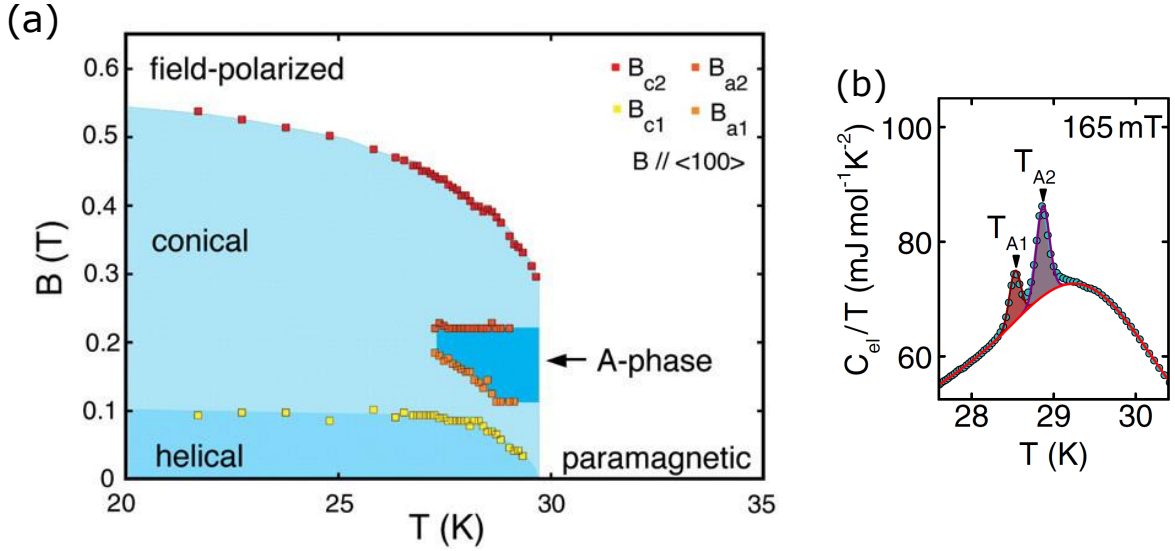 (a)
field-polarized
B_c2 B_a2
B_c1 B_a1
B // <100>
conical
A-phase
helical
paramagnetic
B (T)
0.6
0.5
0.4
0.3
0.2
0.1
0
20 25 30 35
T (K)
(b)
165 mT
T_A2
T_A1
C_el/T (mJ mol⁻¹K⁻²)
100
80
60
28 29 30
T (K)